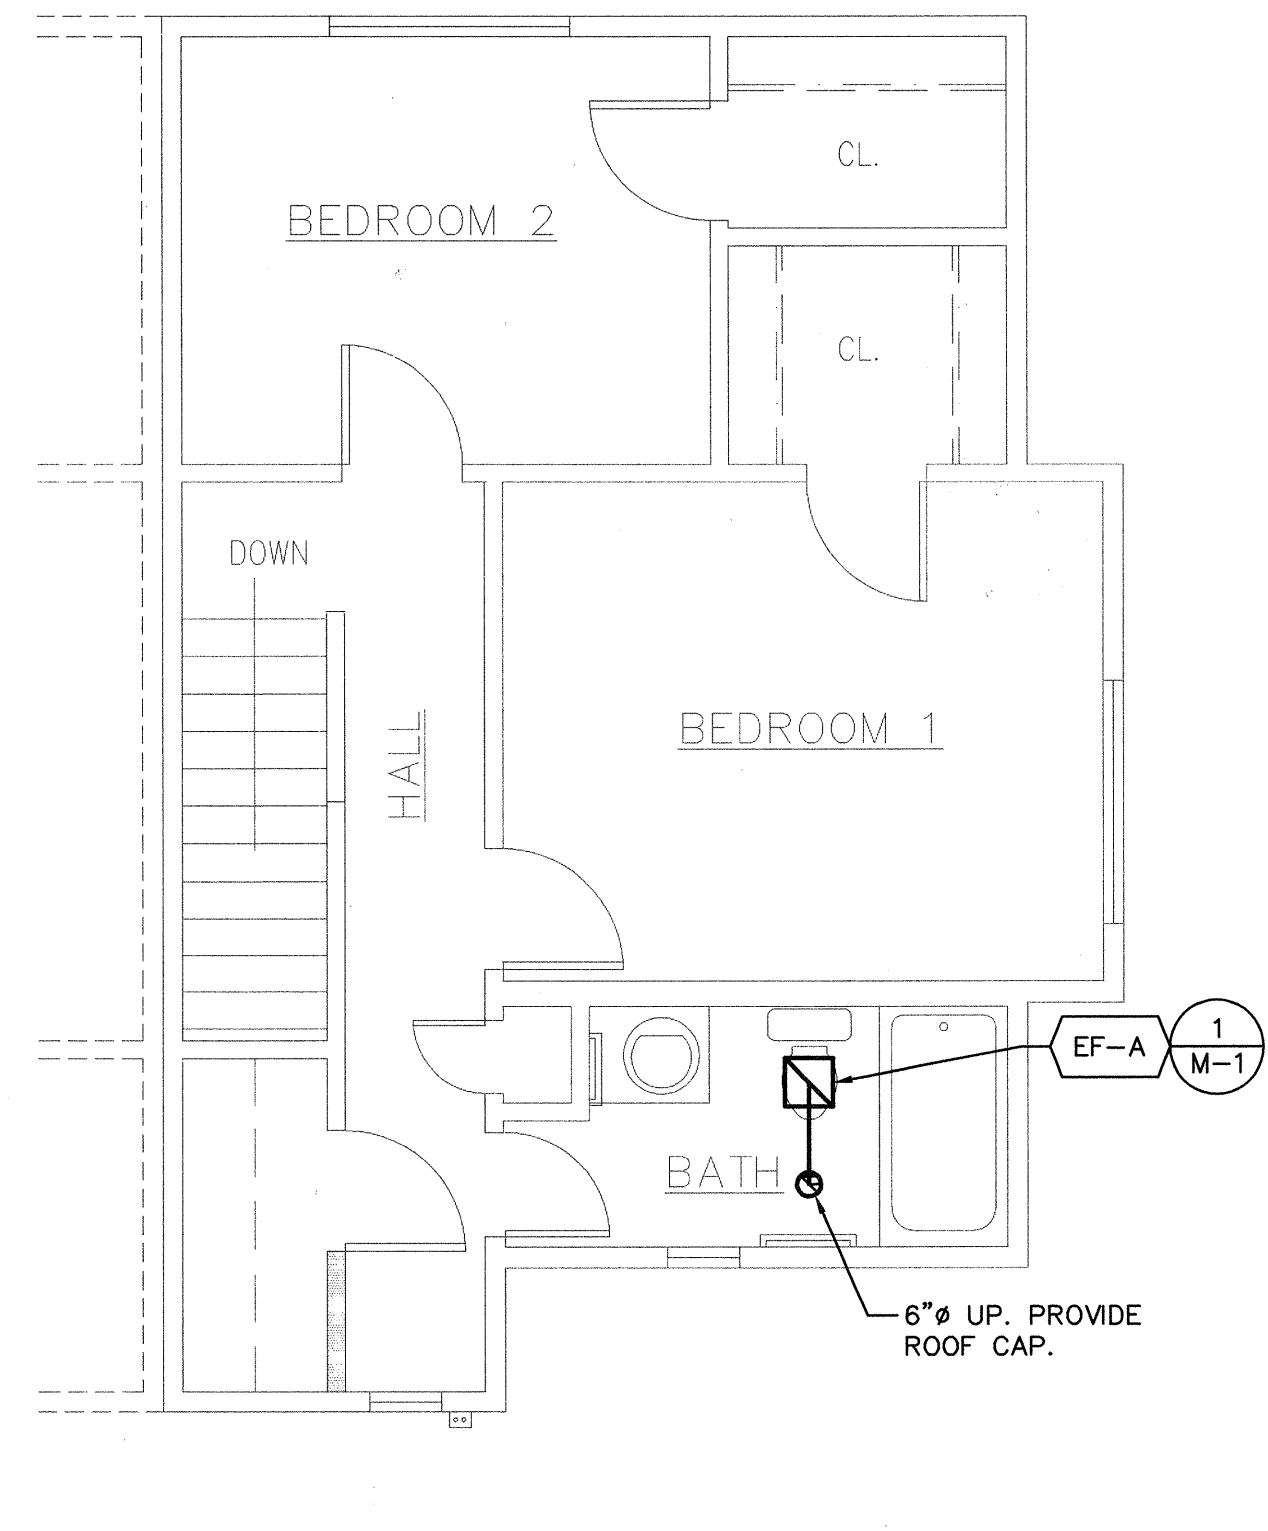 CL.
BEDROOM 2
CL.
DOWN
BEDROOM 1
HALL
EF-A
1
M-1
BATH
6"ø UP. PROVIDE
ROOF CAP.